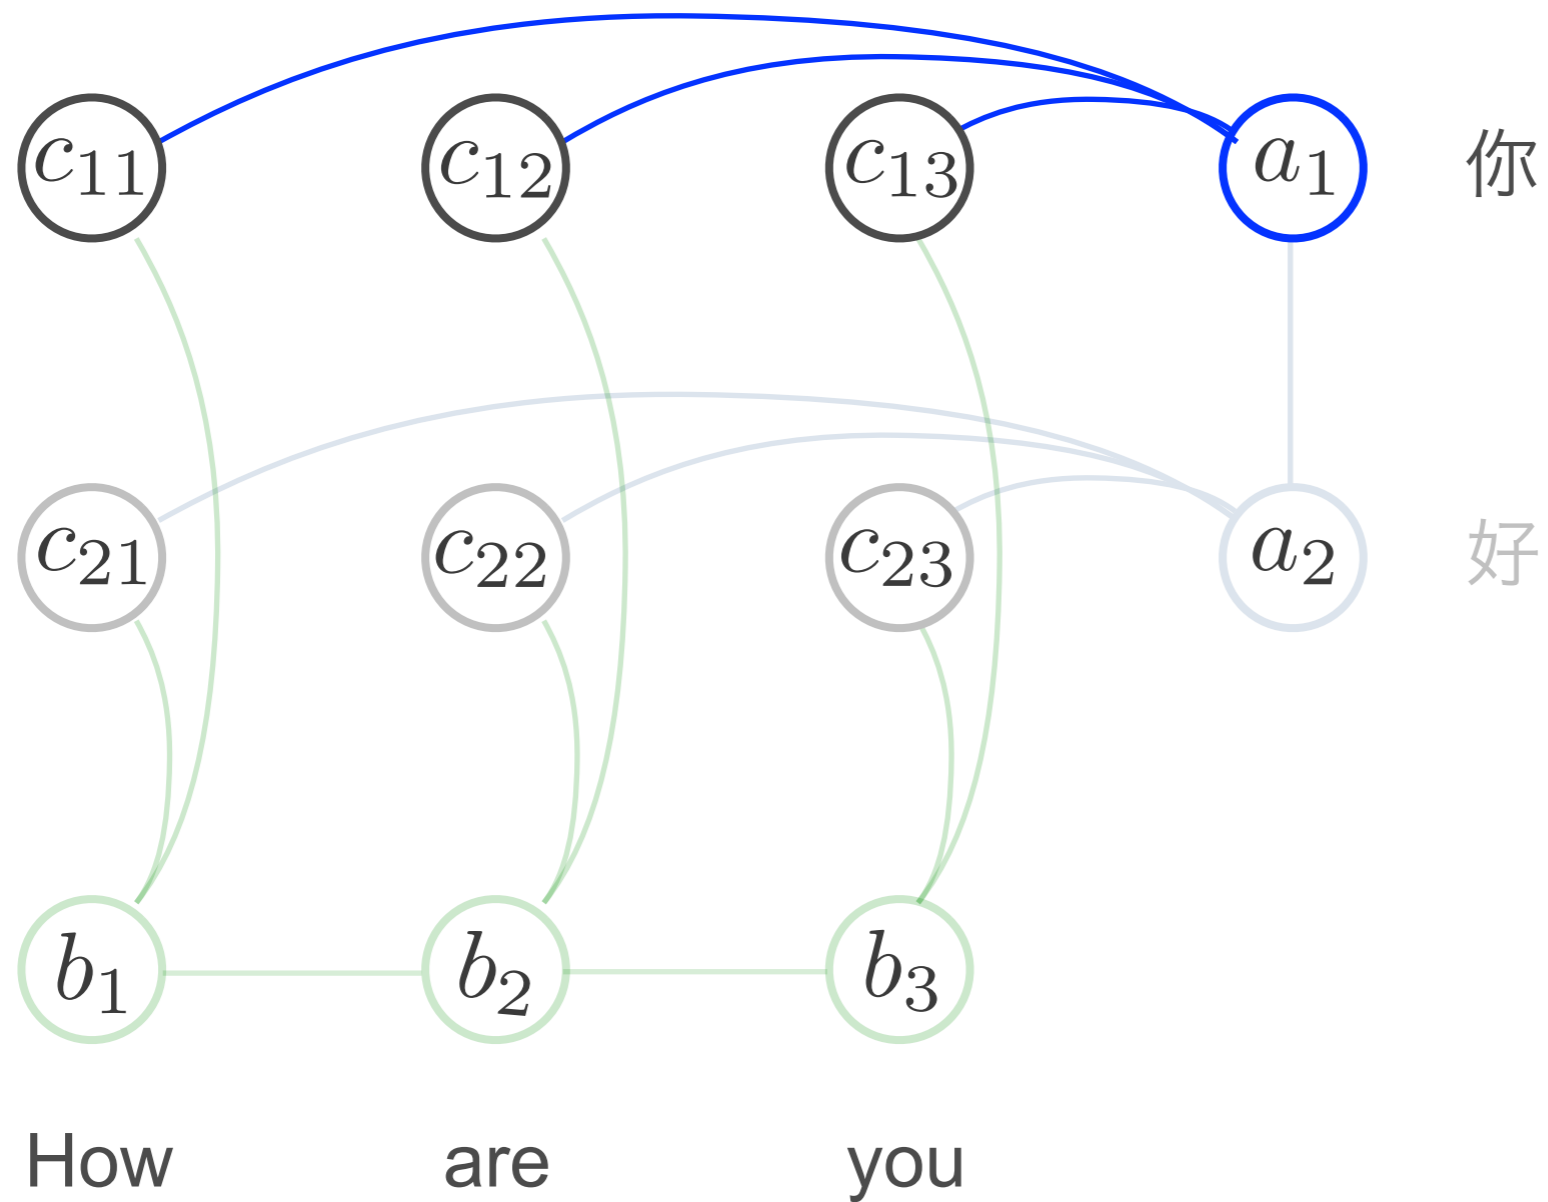 c₁₁ c₁₂ c₁₃ a₁ 你
c₂₁ c₂₂ c₂₃ a₂ 好
b₁ b₂ b₃
How are you